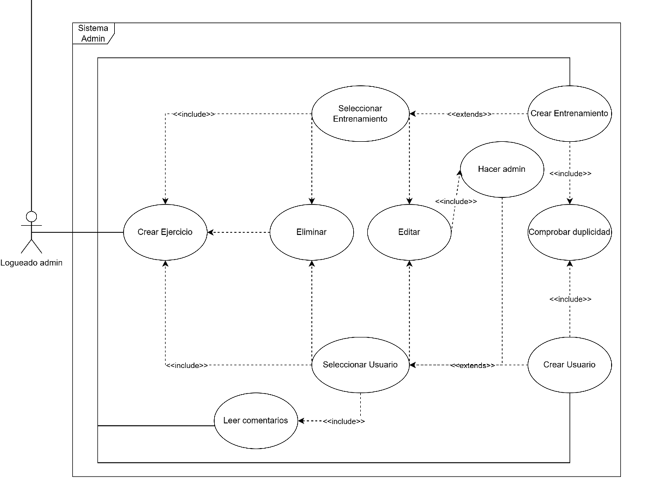 Sistema
Admin
Seleccionar
Entrenamiento
<<include>>
<<extends>>
Crear Entrenamiento
Hacer admin
<<include>>
<<include>>
Logueado admin
Crear Ejercicio
Eliminar
Editar
Comprobar duplicidad
<<include>>
<<include>>
Seleccionar Usuario
<<extends>>
Crear Usuario
Leer comentarios
<<include>>